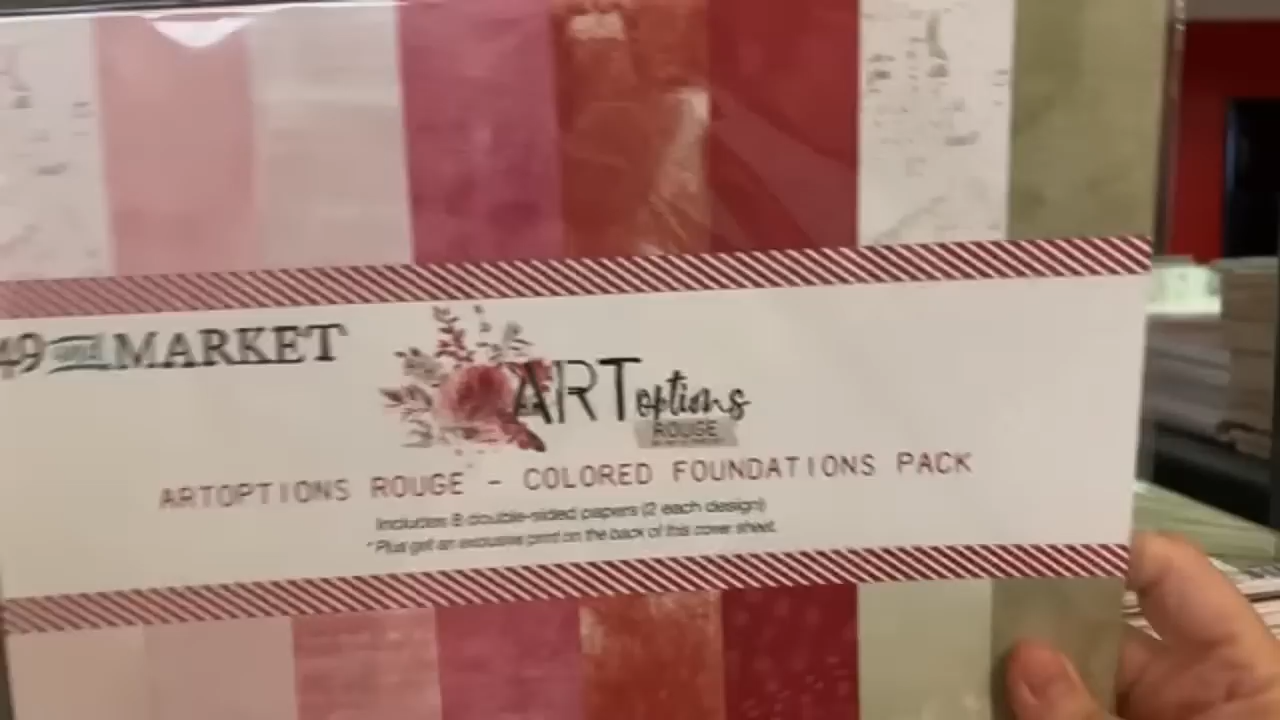 49 and MARKET
ARToptions
ROUGE
ARTOPTIONS ROUGE - COLORED FOUNDATIONS PACK
Includes 8 double-sided papers (2 each design)
*Plus get an exclusive print on the back of this cover sheet.